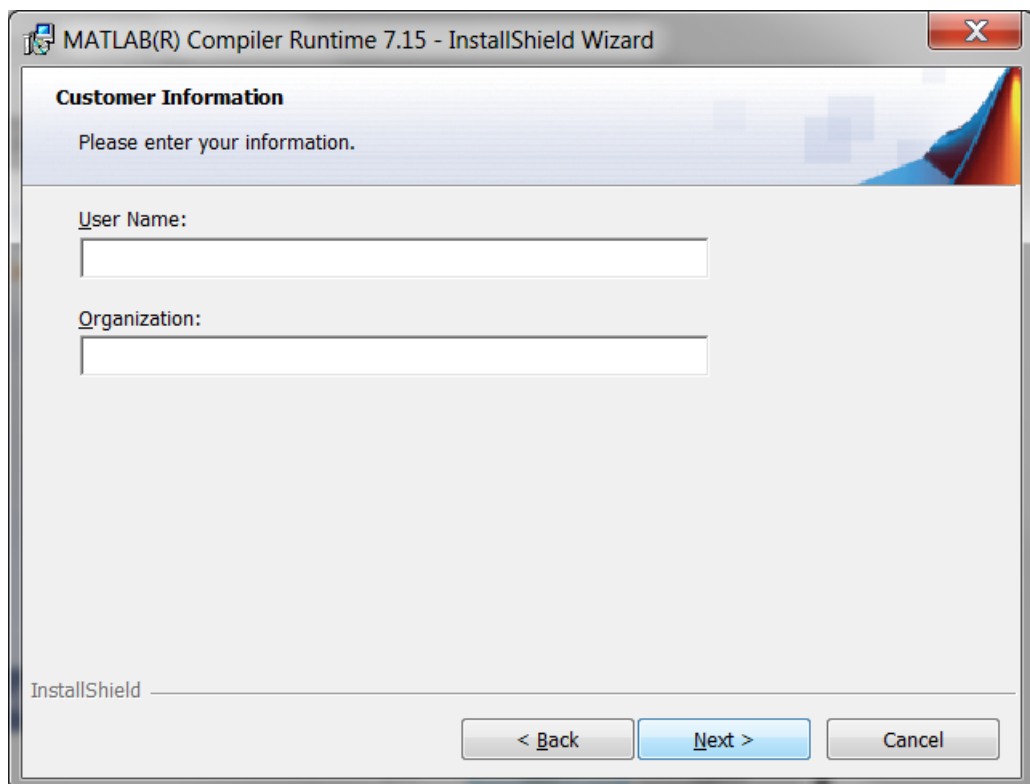 MATLAB(R) Compiler Runtime 7.15 - InstallShield Wizard
X
Customer Information
Please enter your information.
User Name:
Organization:
InstallShield
< Back
Next >
Cancel